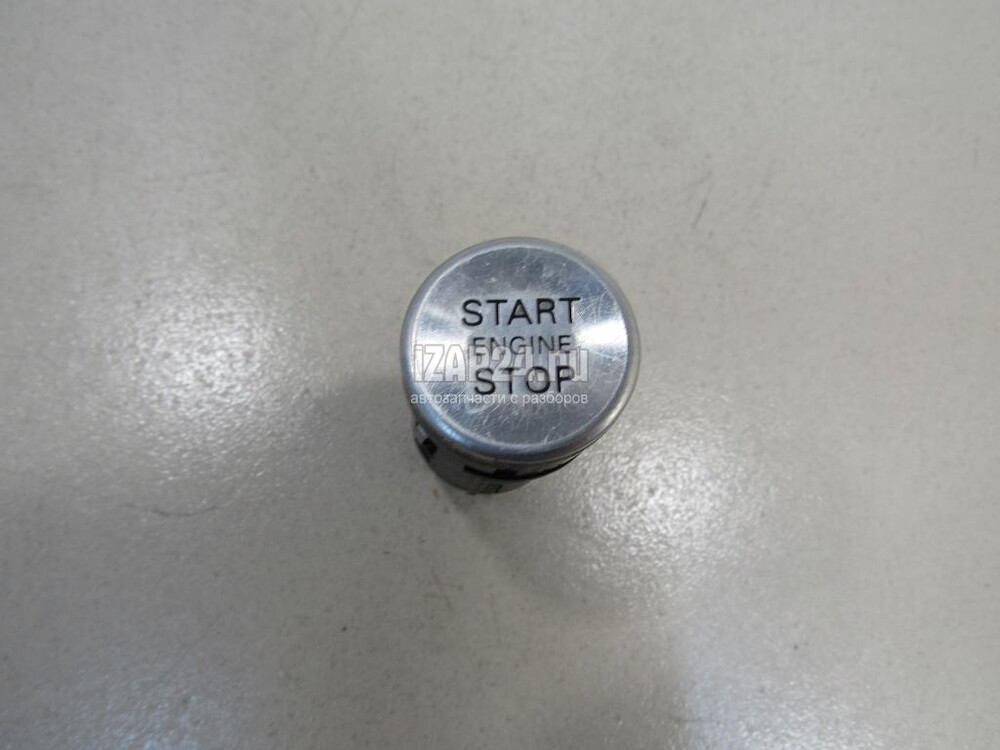 START
ENGINE
iZAP24.ru
STOP
автозапчасти с разборов